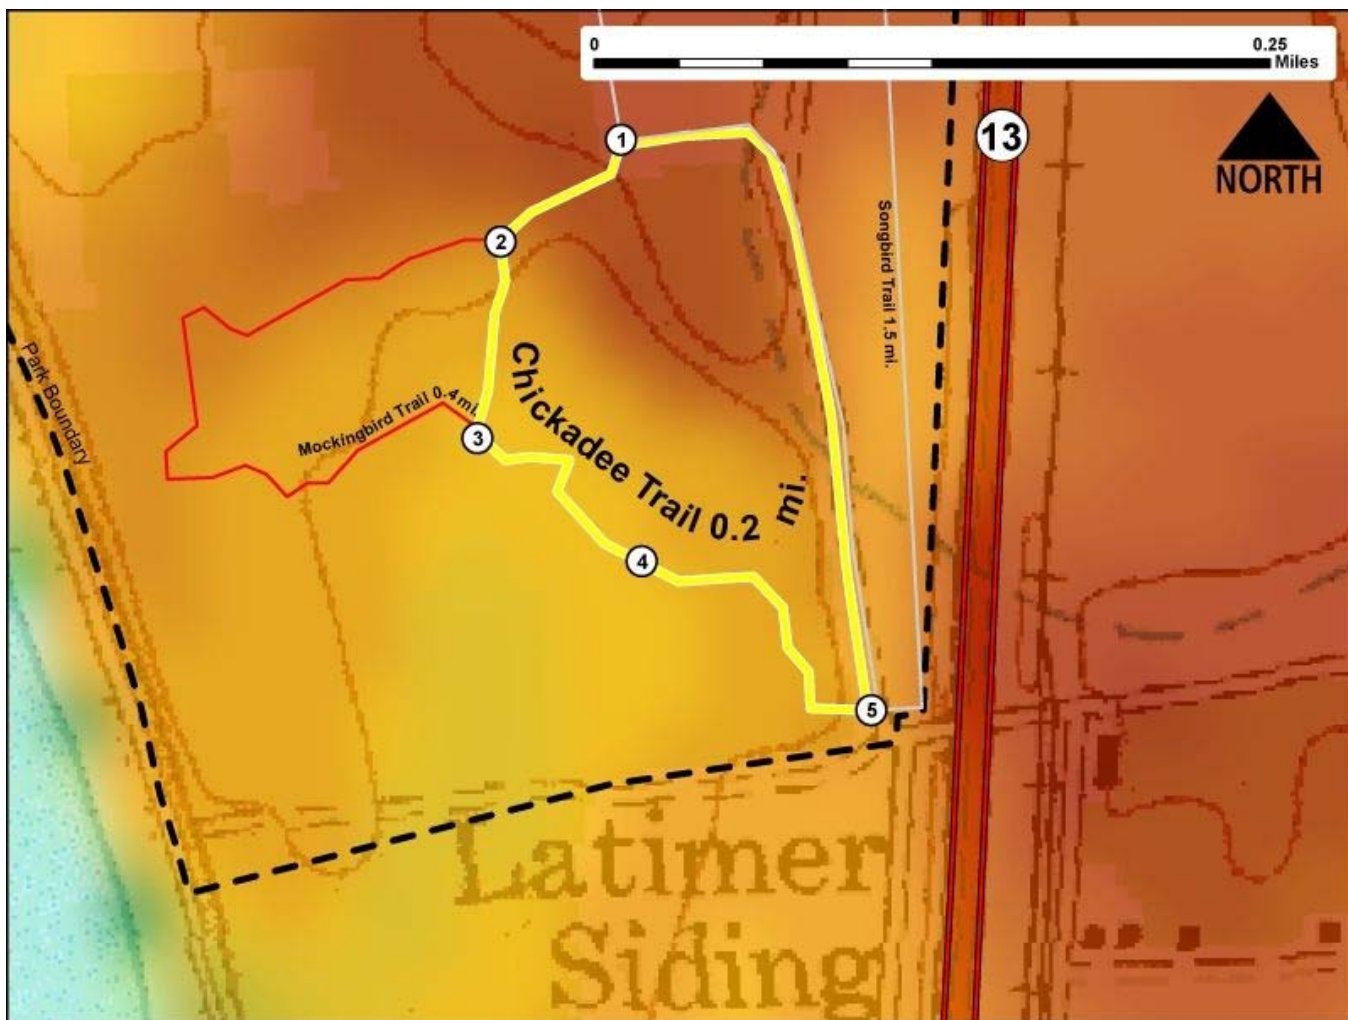 0 0.25
Miles
13
NORTH
1
Songbird Trail 1.5 mi.
2
Park Boundary
Chickadee Trail 0.2 mi.
Mockingbird Trail 0.4 mi.
3
4
5
Latimer
Siding